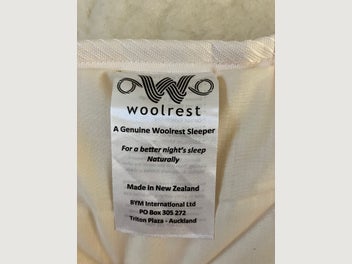 woolrest
A Genuine Woolrest Sleeper
For a better night's sleep
Naturally
Made in New Zealand
BYM International Ltd
PO Box 305 272
Triton Plaza - Auckland